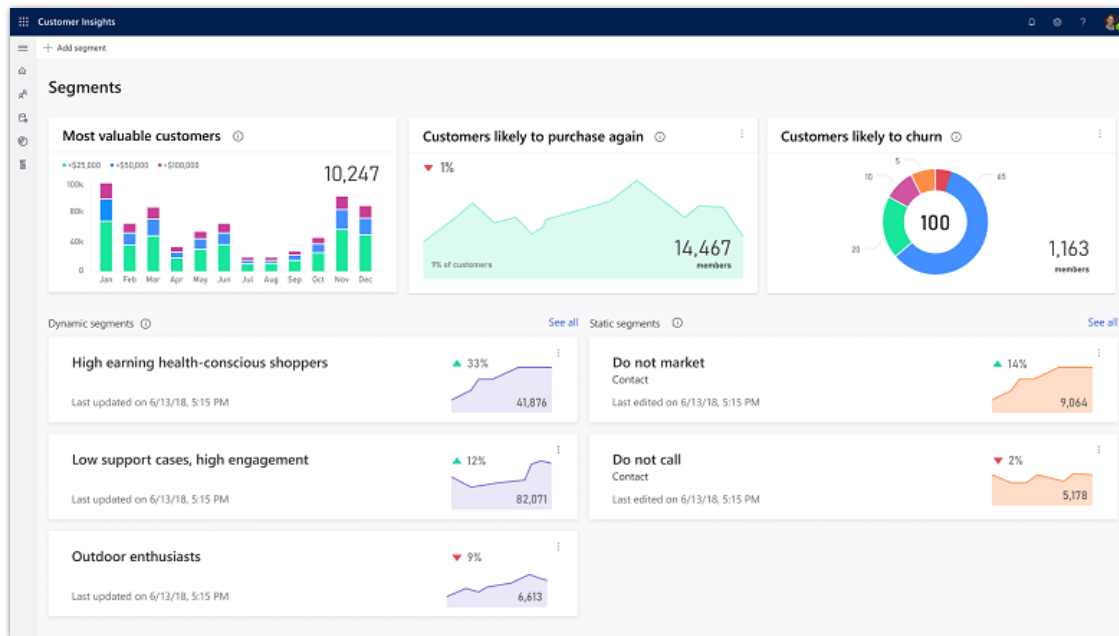 Customer Insights
Add segment
Segments
Most valuable customers
>$25,000 >$50,000 >$100,000
10,247
100k
80k
60k
0
Jan Feb Mar Apr May Jun Jul Aug Sep Oct Nov Dec
Customers likely to purchase again
1%
14,467
members
9% of customers
Customers likely to churn
5
10
65
20
100
1,163
members
Dynamic segments
See all
High earning health-conscious shoppers
33%
Last updated on 6/13/18, 5:15 PM
41,876
Low support cases, high engagement
12%
Last updated on 6/13/18, 5:15 PM
82,071
Outdoor enthusiasts
9%
Last updated on 6/13/18, 5:15 PM
6,613
Static segments
See all
Do not market
Contact
14%
Last edited on 6/13/18, 5:15 PM
9,064
Do not call
Contact
2%
Last edited on 6/13/18, 5:15 PM
5,178